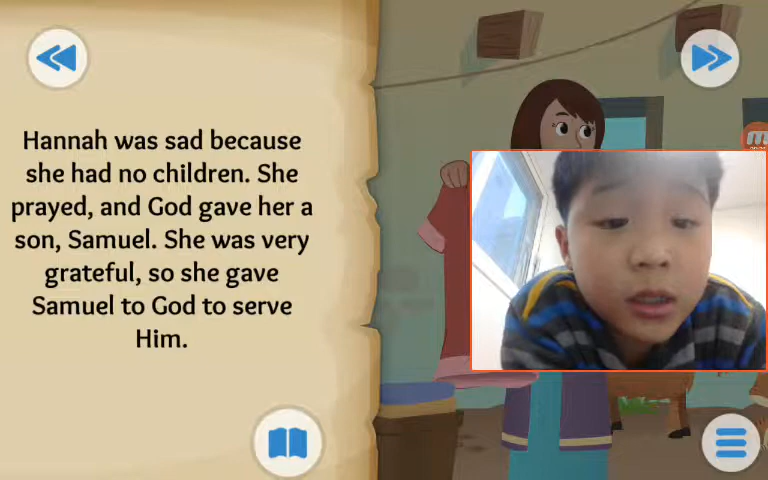 Hannah was sad because
she had no children. She
prayed, and God gave her a
son, Samuel. She was very
grateful, so she gave
Samuel to God to serve
Him.